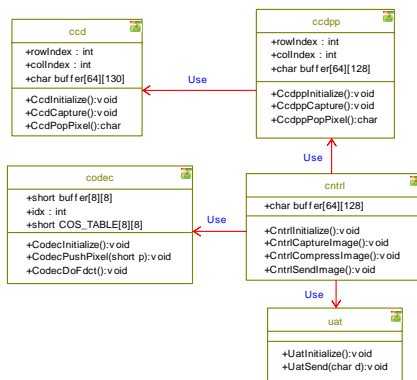 ccd
+rowIndex : int
+colIndex : int
+char buffer[64][130]
+CcdInitialize():void
+CcdCapture():void
+CcdPopPixel():char
Use
ccdpp
+rowIndex : int
+colIndex : int
+char buffer[64][128]
+CcdppInitialize():void
+CcdppCapture():void
+CcdppPopPixel():char
Use
codec
+short buffer[8][8]
+idx : int
+short COS_TABLE[8][8]
+CodecInitialize():void
+CodecPushPixel(short p):void
+CodecDoFdct():void
Use
cntrl
+char buffer[64][128]
+CntrlInitialize():void
+CntrlCaptureImage():void
+CntrlCompressImage():void
+CntrlSendImage():void
Use
uat
+UatInitialize():void
+UatSend(char d):void